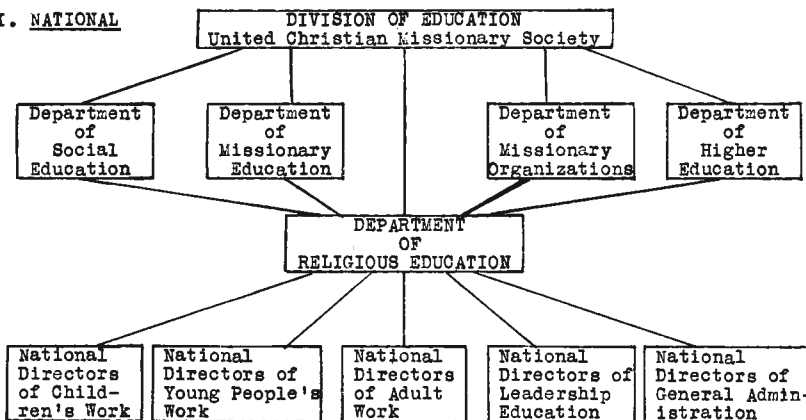 I. NATIONAL
DIVISION OF EDUCATION
United Christian Missionary Society
Department
of
Social
Education
Department
of
Missionary
Education
Department
of
Missionary
Organizations
Department
of
Higher
Education
DEPARTMENT
OF
RELIGIOUS EDUCATION
National
Directors
of Child-
ren's Work
National
Directors of
Young People's
Work
National
Directors
of Adult
Work
National
Directors of
Leadership
Education
National
Directors of
General Admin-
istration